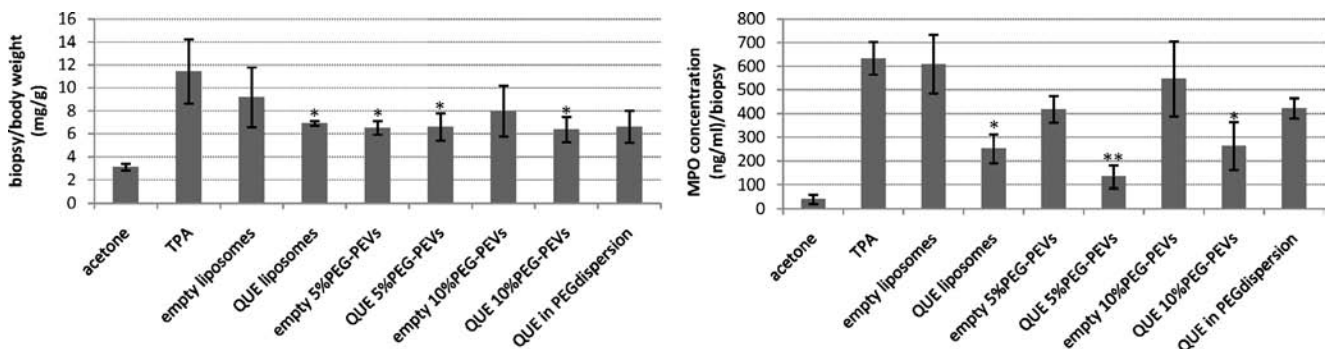 biopsy/body weight
(mg/g)
16
14
12
10
8
6
4
2
0
*
*
*
*
acetone
TPA
empty liposomes
QUE liposomes
empty 5%PEG-PEVs
QUE 5%PEG-PEVs
empty 10%PEG-PEVs
QUE 10%PEG-PEVs
QUE in PEGdispersion
MPO concentration
(ng/ml)/biopsy
800
700
600
500
400
300
200
100
0
*
**
*
acetone
TPA
empty liposomes
QUE liposomes
empty 5%PEG-PEVs
QUE 5%PEG-PEVs
empty 10%PEG-PEVs
QUE 10%PEG-PEVs
QUE in PEGdispersion